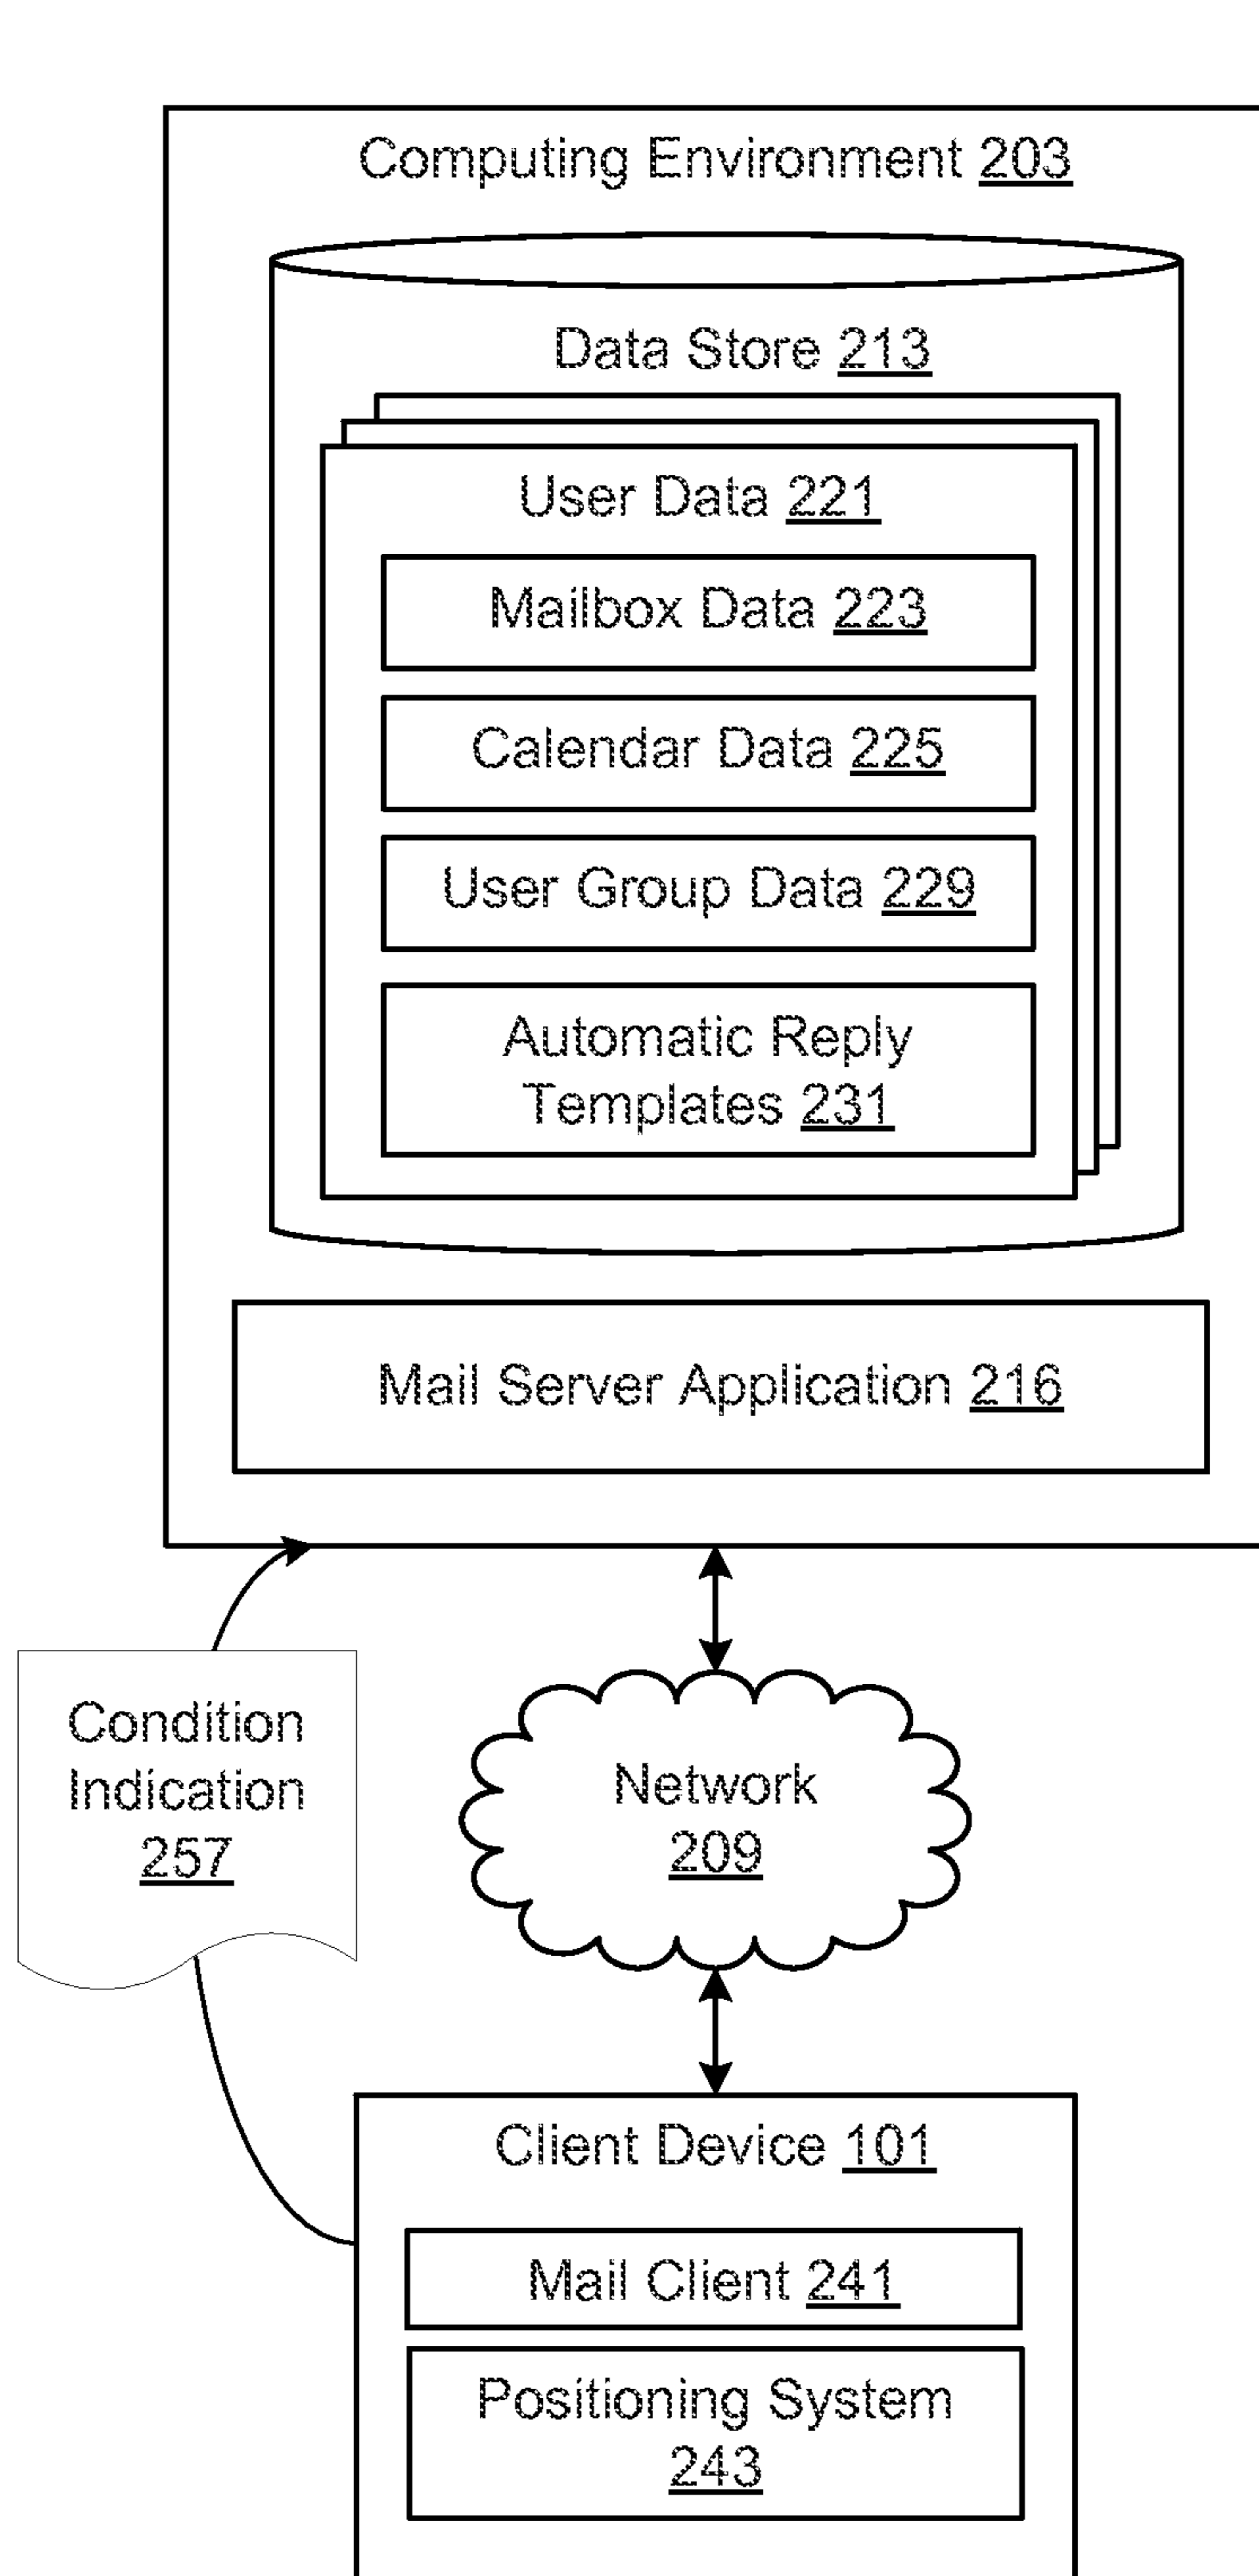 Computing Environment 203
Data Store 213
User Data 221
Mailbox Data 223
Calendar Data 225
User Group Data 229
Automatic Reply
Templates 231
Mail Server Application 216
Condition
Indication
257
Network
209
Client Device 101
Mail Client 241
Positioning System
243